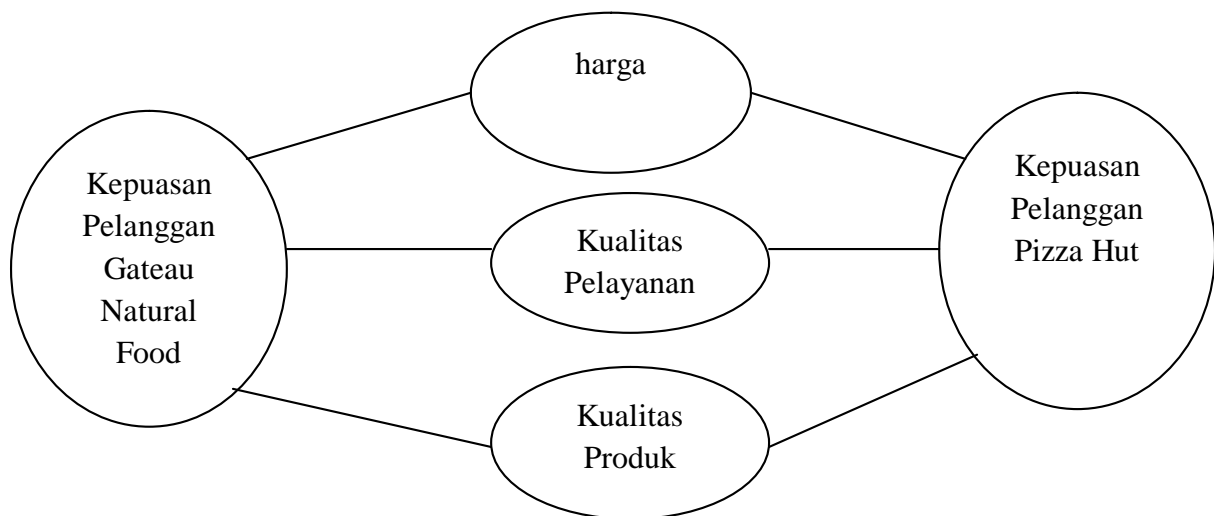 harga
Kepuasan
Pelanggan
Gateau
Natural
Food
Kualitas
Pelayanan
Kepuasan
Pelanggan
Pizza Hut
Kualitas
Produk